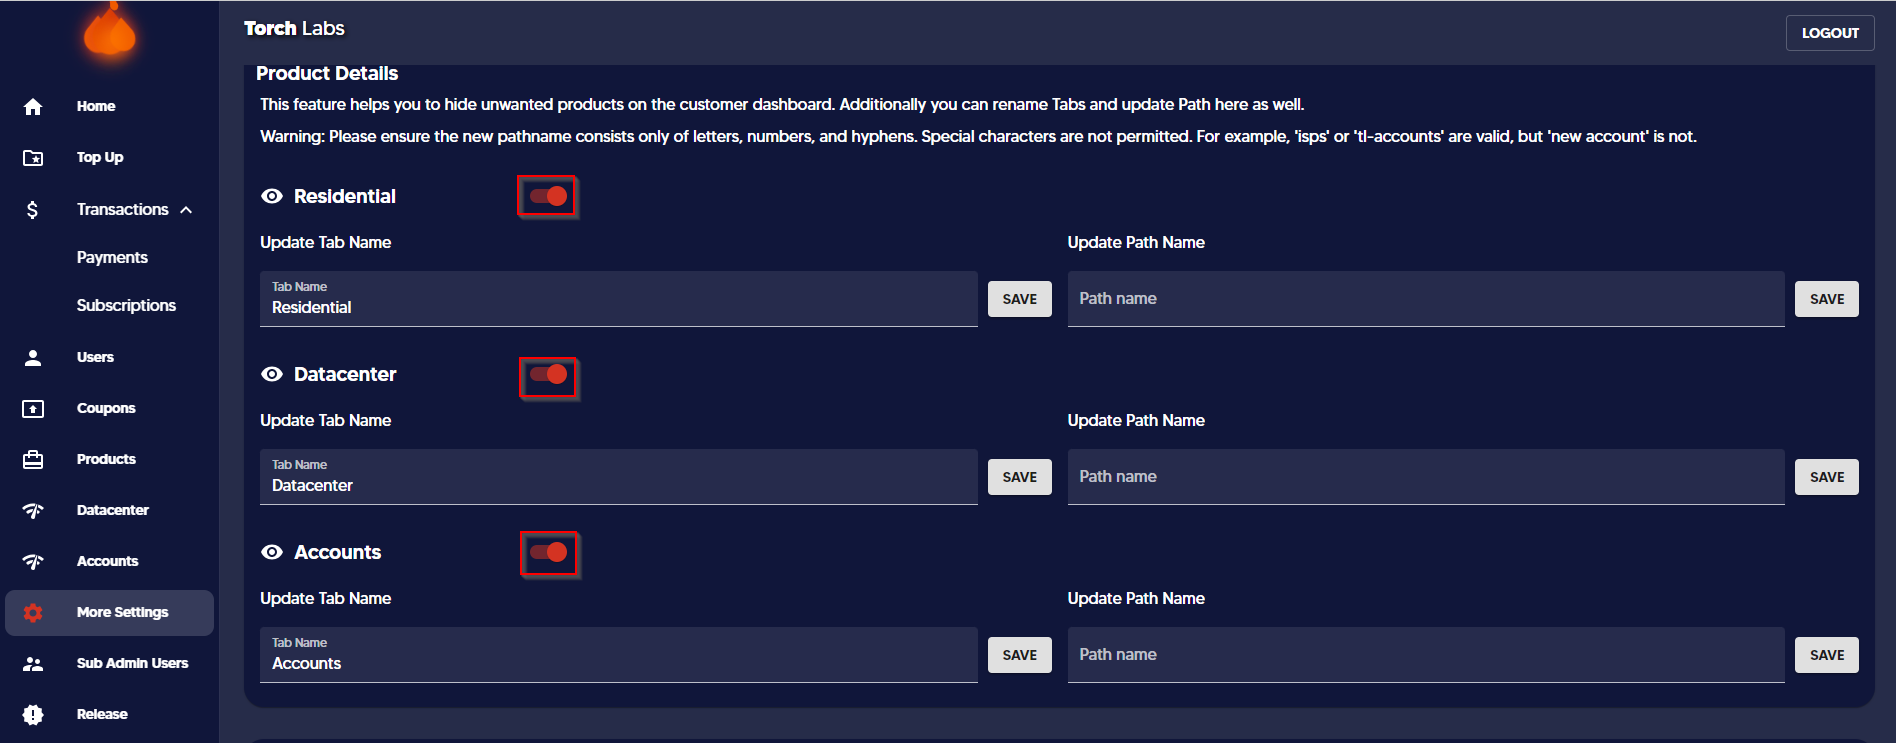 Torch Labs
LOGOUT
Home
Top Up
Transactions
Payments
Subscriptions
Users
Coupons
Products
Datacenter
Accounts
More Settings
Sub Admin Users
Release
Product Details
This feature helps you to hide unwanted products on the customer dashboard. Additionally you can rename Tabs and update Path here as well.
Warning: Please ensure the new pathname consists only of letters, numbers, and hyphens. Special characters are not permitted. For example, 'isps' or 'tl-accounts' are valid, but 'new account' is not.
Residential
Update Tab Name
Update Path Name
Tab Name
Residential
SAVE
Path name
SAVE
Datacenter
Update Tab Name
Update Path Name
Tab Name
Datacenter
SAVE
Path name
SAVE
Accounts
Update Tab Name
Update Path Name
Tab Name
Accounts
SAVE
Path name
SAVE